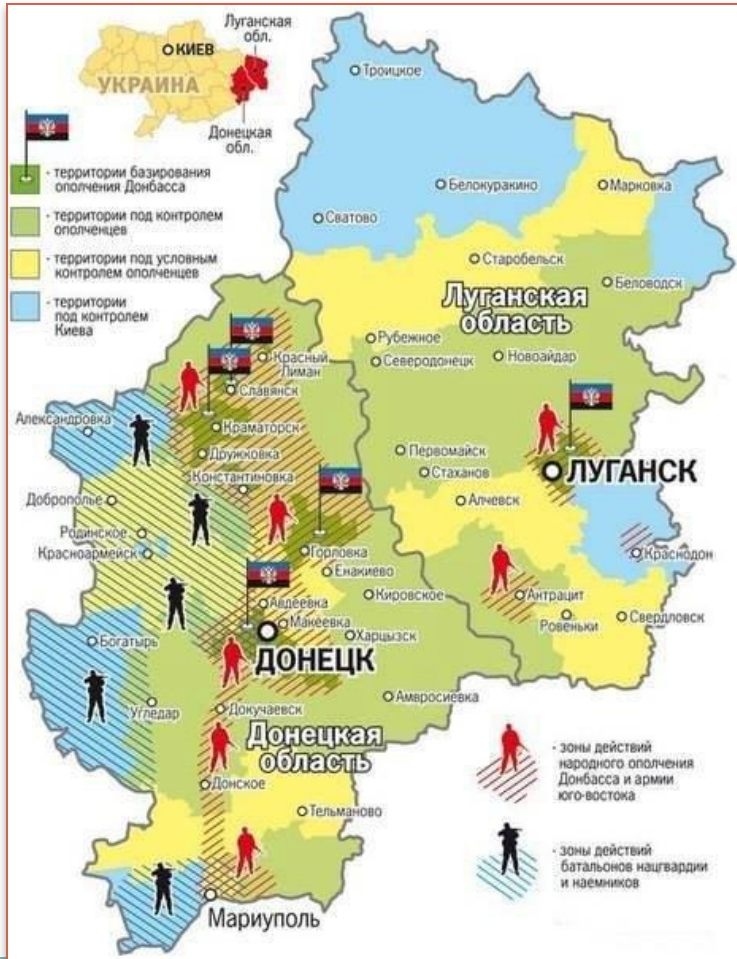 Луганская
обл.
КИЕВ
УКРАИНА
Донецкая
обл.
- территории базирования
ополчения Донбасса
- территории под контролем
ополченцев
- территории под условным
контролем ополченцев
- территории
под контролем
Киева
Троицкое
Белокуракино
Марковка
Сватово
Старобельск
Беловодск
Луганская
область
Рубежное
Северодонецк
Новоайдар
Красный
Лиман
Славянск
Александровка
Краматорск
Дружковка
Константиновка
Первомайск
Стаханов
ЛУГАНСК
Доброполье
Алчевск
Родинское
Красноармейск
Горловка
Краснодон
Енакиево
Авдеевка
Кировское
Антрацит
Макеевка
Ровеньки
Свердловск
Богатырь
Харцызск
ДОНЕЦК
Угледар
Докучаевск
Амвросиевка
Донецкая
область
Донское
Тельманово
Мариуполь
- зоны действий
народного ополчения
Донбасса и армии
юго-востока
- зоны действий
батальонов нацгвардии
и наемников